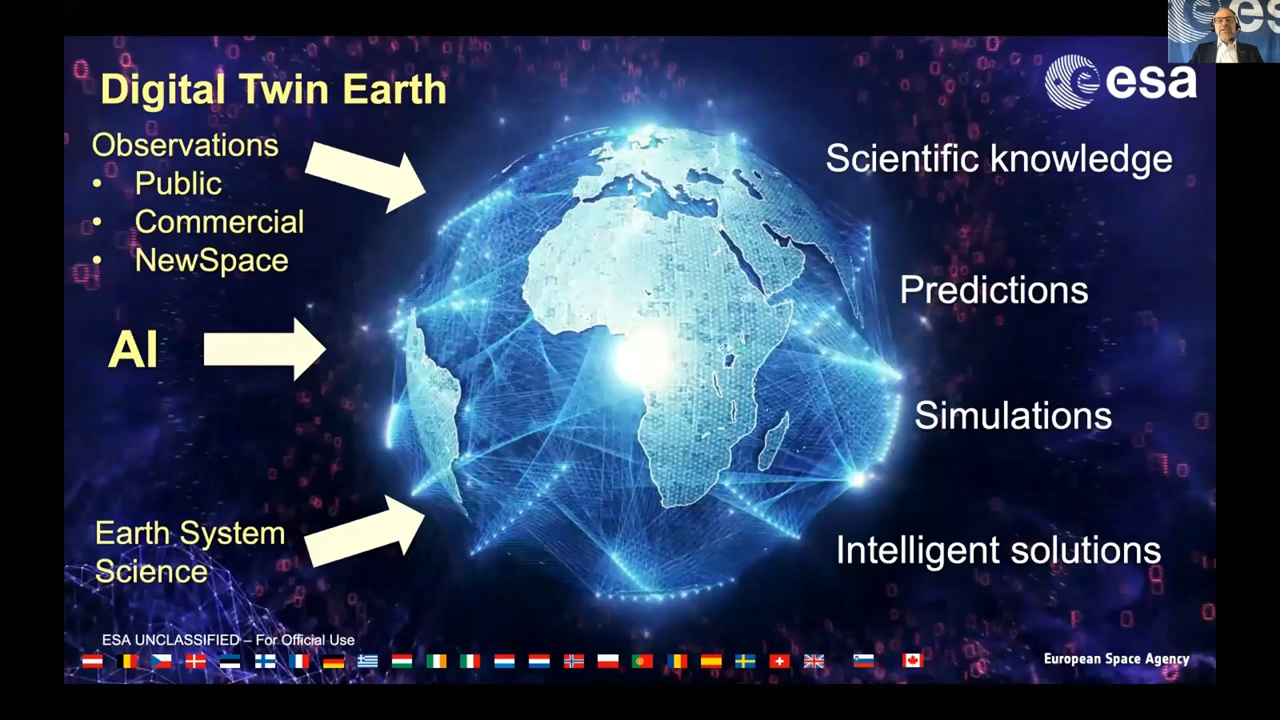 Digital Twin Earth
esa
Observations
• Public
• Commercial
• NewSpace
AI
Earth System
Science
Scientific knowledge
Predictions
Simulations
Intelligent solutions
ESA UNCLASSIFIED – For Official Use
European Space Agency